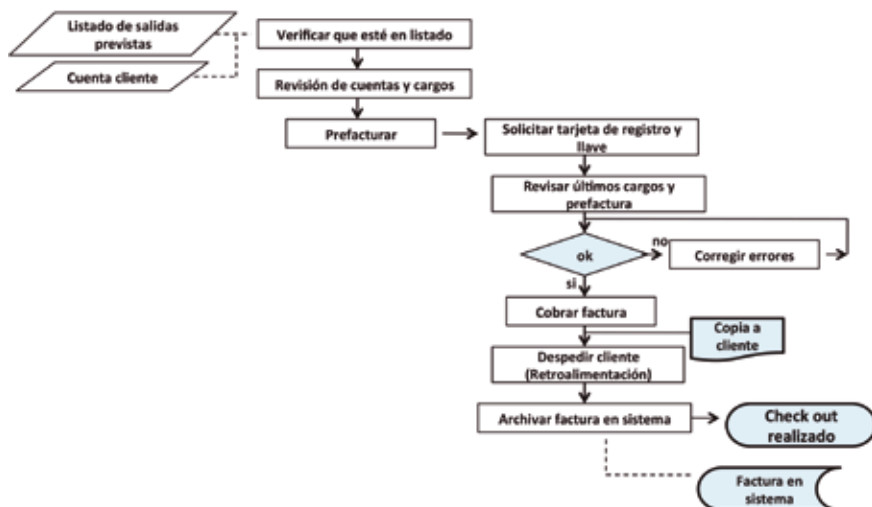 Listado de salidas
previstas
Verificar que esté en listado
Cuenta cliente
Revisión de cuentas y cargos
Prefacturar
Solicitar tarjeta de registro y
llave
Revisar últimos cargos y
prefactura
ok
no
Corregir errores
si
Cobrar factura
Copia a
cliente
Despedir cliente
(Retroalimentación)
Archivar factura en sistema
Check out
realizado
Factura en
sistema